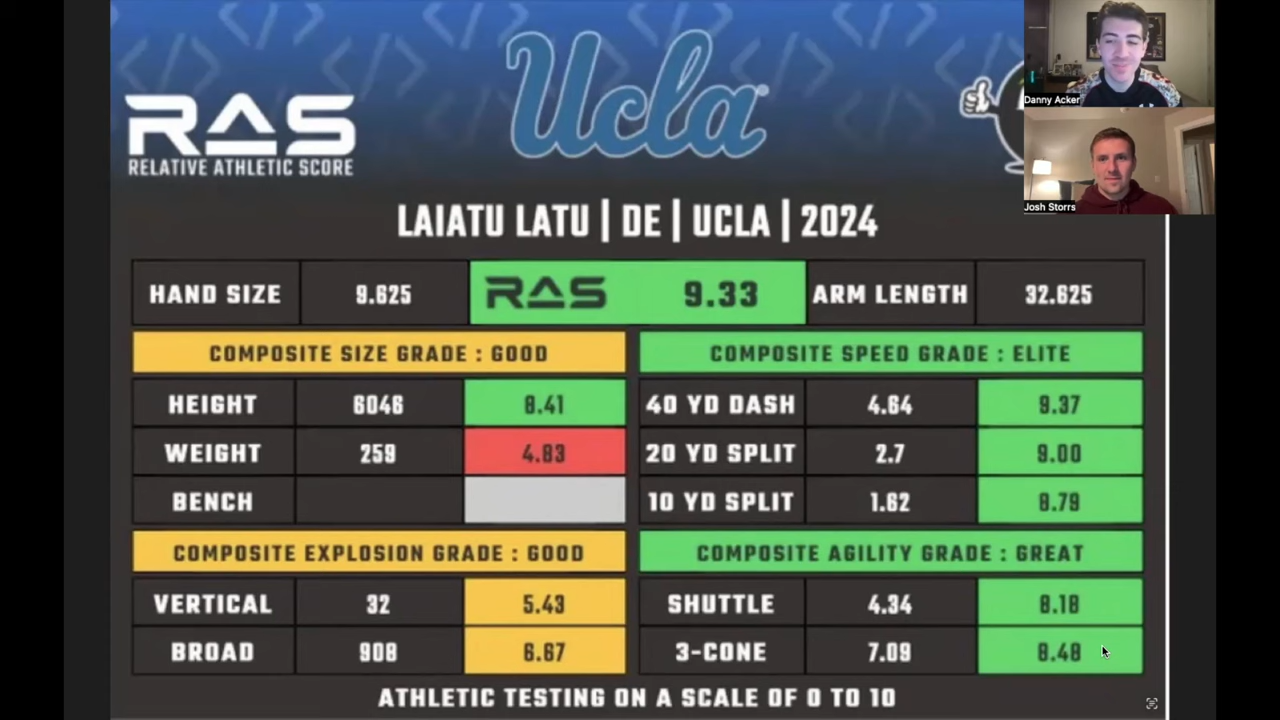 Ucla
RAS
RELATIVE ATHLETIC SCORE
Danny Acker
Josh Storrs
LAIATU LATU | DE | UCLA | 2024
HAND SIZE 9.625 RAS 9.33 ARM LENGTH 32.625
COMPOSITE SIZE GRADE : GOOD COMPOSITE SPEED GRADE : ELITE
HEIGHT 6046 8.41 40 YD DASH 4.64 9.37
WEIGHT 259 4.83 20 YD SPLIT 2.7 9.00
BENCH 10 YD SPLIT 1.62 8.79
COMPOSITE EXPLOSION GRADE : GOOD COMPOSITE AGILITY GRADE : GREAT
VERTICAL 32 5.43 SHUTTLE 4.34 8.18
BROAD 908 6.67 3-CONE 7.09 8.48
ATHLETIC TESTING ON A SCALE OF 0 TO 10